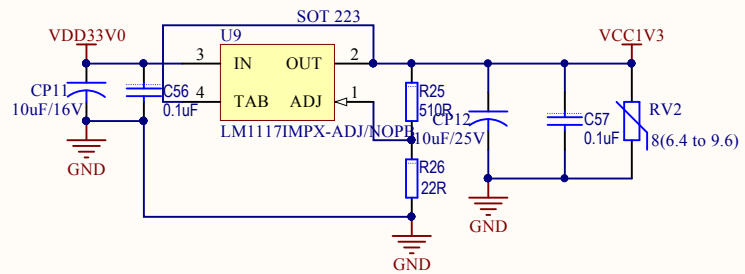 SOT 223
VDD33V0
U9
VCC1V3
3
IN
OUT
2
CP11
10uF/16V
C56
0.1uF
4
TAB
ADJ
1
LM1117IMPX-ADJ/NOPB
R25
510R
CP12
10uF/25V
C57
0.1uF
RV2
8(6.4 to 9.6)
R26
22R
GND
GND
GND